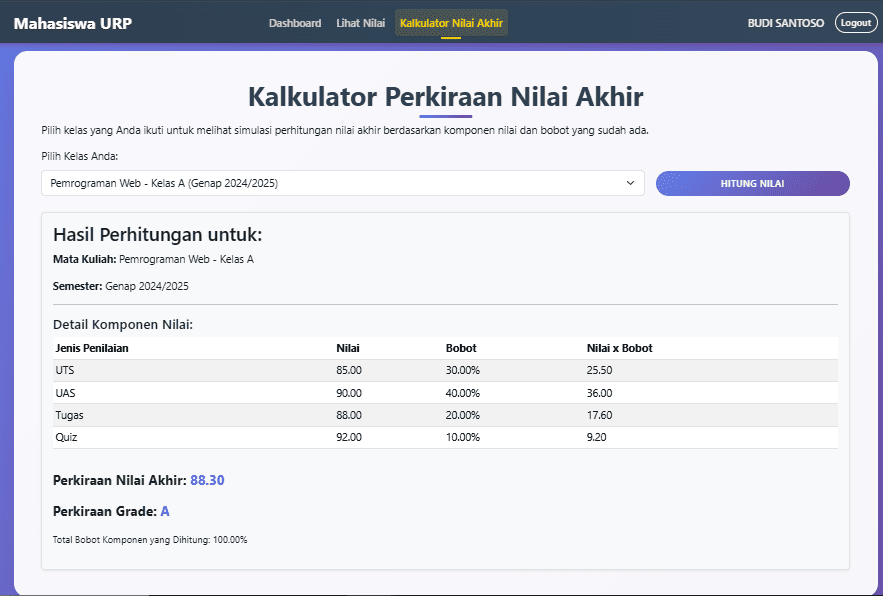 Mahasiswa URP Dashboard Lihat Nilai Kalkulator Nilai Akhir BUDI SANTOSO Logout
Kalkulator Perkiraan Nilai Akhir
Pilih kelas yang Anda ikuti untuk melihat simulasi perhitungan nilai akhir berdasarkan komponen nilai dan bobot yang sudah ada.
Pilih Kelas Anda:
Pemrograman Web - Kelas A (Genap 2024/2025) HITUNG NILAI
Hasil Perhitungan untuk:
Mata Kuliah: Pemrograman Web - Kelas A
Semester: Genap 2024/2025
Detail Komponen Nilai:
Jenis Penilaian Nilai Bobot Nilai x Bobot
UTS 85.00 30.00% 25.50
UAS 90.00 40.00% 36.00
Tugas 88.00 20.00% 17.60
Quiz 92.00 10.00% 9.20
Perkiraan Nilai Akhir: 88.30
Perkiraan Grade: A
Total Bobot Komponen yang Dihitung: 100.00%